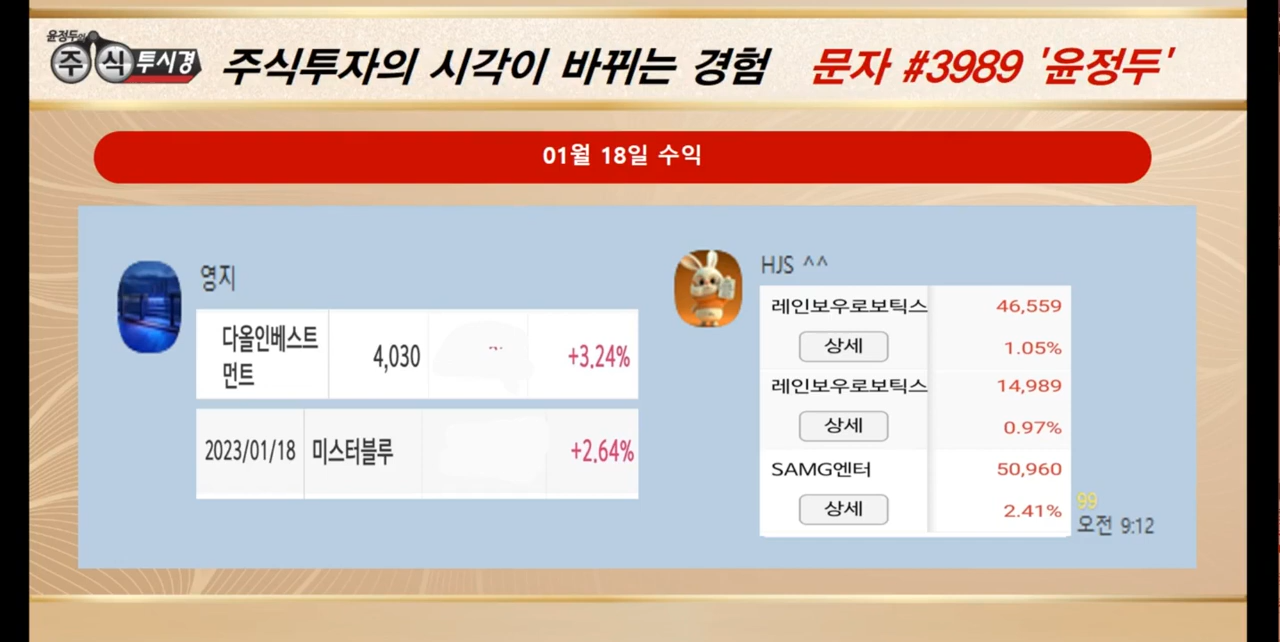 윤정두의
주식투시경
주식투자의 시각이 바뀌는 경험 문자 #3989 '윤정두'
01월 18일 수익
영지
다올인베스트
먼트
4,030
+3.24%
2023/01/18 미스터블루 +2.64%
HJS ^^
레인보우로보틱스 46,559
상세 1.05%
레인보우로보틱스 14,989
상세 0.97%
SAMG엔터 50,960
상세 2.41%
99
오전 9:12